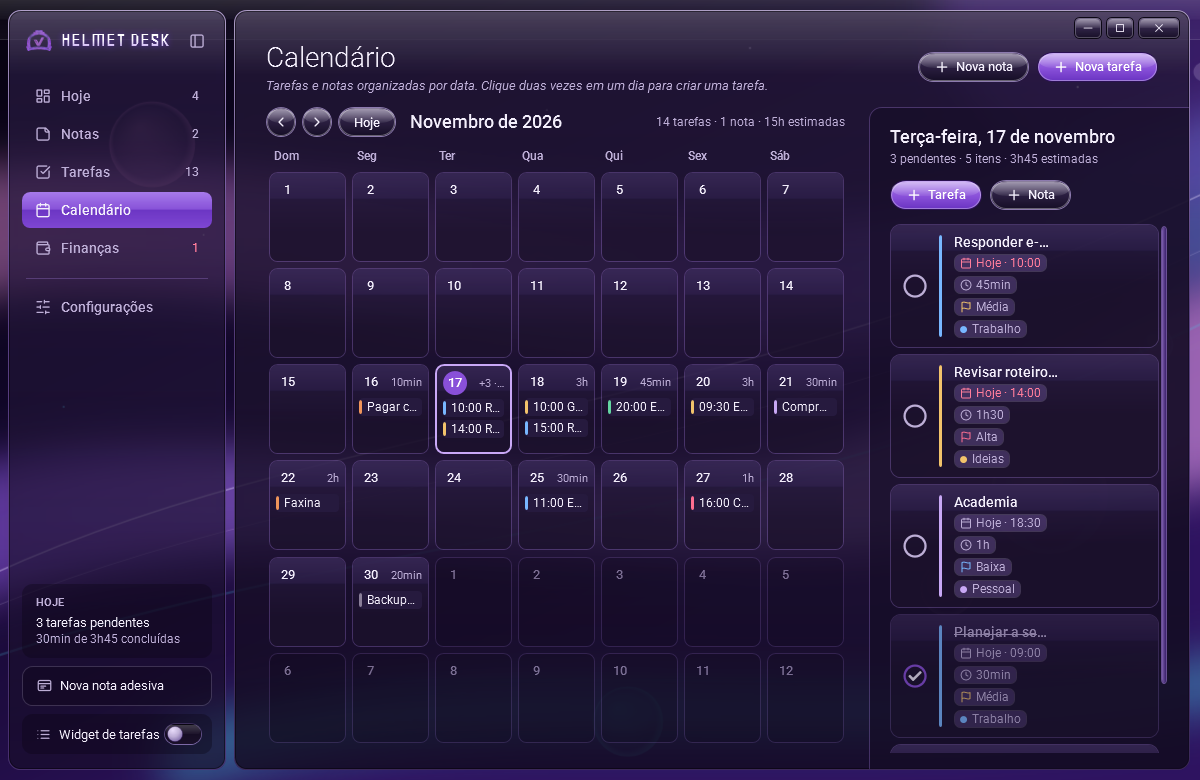 HELMET DESK
Hoje 4
Notas 2
Tarefas 13
Calendário
Finanças 1
Configurações
HOJE
3 tarefas pendentes
30min de 3h45 concluídas
Nova nota adesiva
Widget de tarefas
Calendário
Tarefas e notas organizadas por data. Clique duas vezes em um dia para criar uma tarefa.
Nova nota
Nova tarefa
Hoje
Novembro de 2026
14 tarefas · 1 nota · 15h estimadas
Dom Seg Ter Qua Qui Sex Sáb
1 2 3 4 5 6 7
8 9 10 11 12 13 14
15
16 10min
Pagar c…
17 +3 ·…
10:00 R…
14:00 R…
18 3h
10:00 G…
15:00 R…
19 45min
20:00 E…
20 3h
09:30 E…
21 30min
Compr…
22 2h
Faxina
23
24
25 30min
11:00 E…
26
27 1h
16:00 C…
28
29
30 20min
Backup…
1 2 3 4 5
6 7 8 9 10 11 12
Terça-feira, 17 de novembro
3 pendentes · 5 itens · 3h45 estimadas
Tarefa
Nota
Responder e-…
Hoje · 10:00
45min
Média
Trabalho
Revisar roteiro…
Hoje · 14:00
1h30
Alta
Ideias
Academia
Hoje · 18:30
1h
Baixa
Pessoal
Planejar a se…
Hoje · 09:00
30min
Média
Trabalho